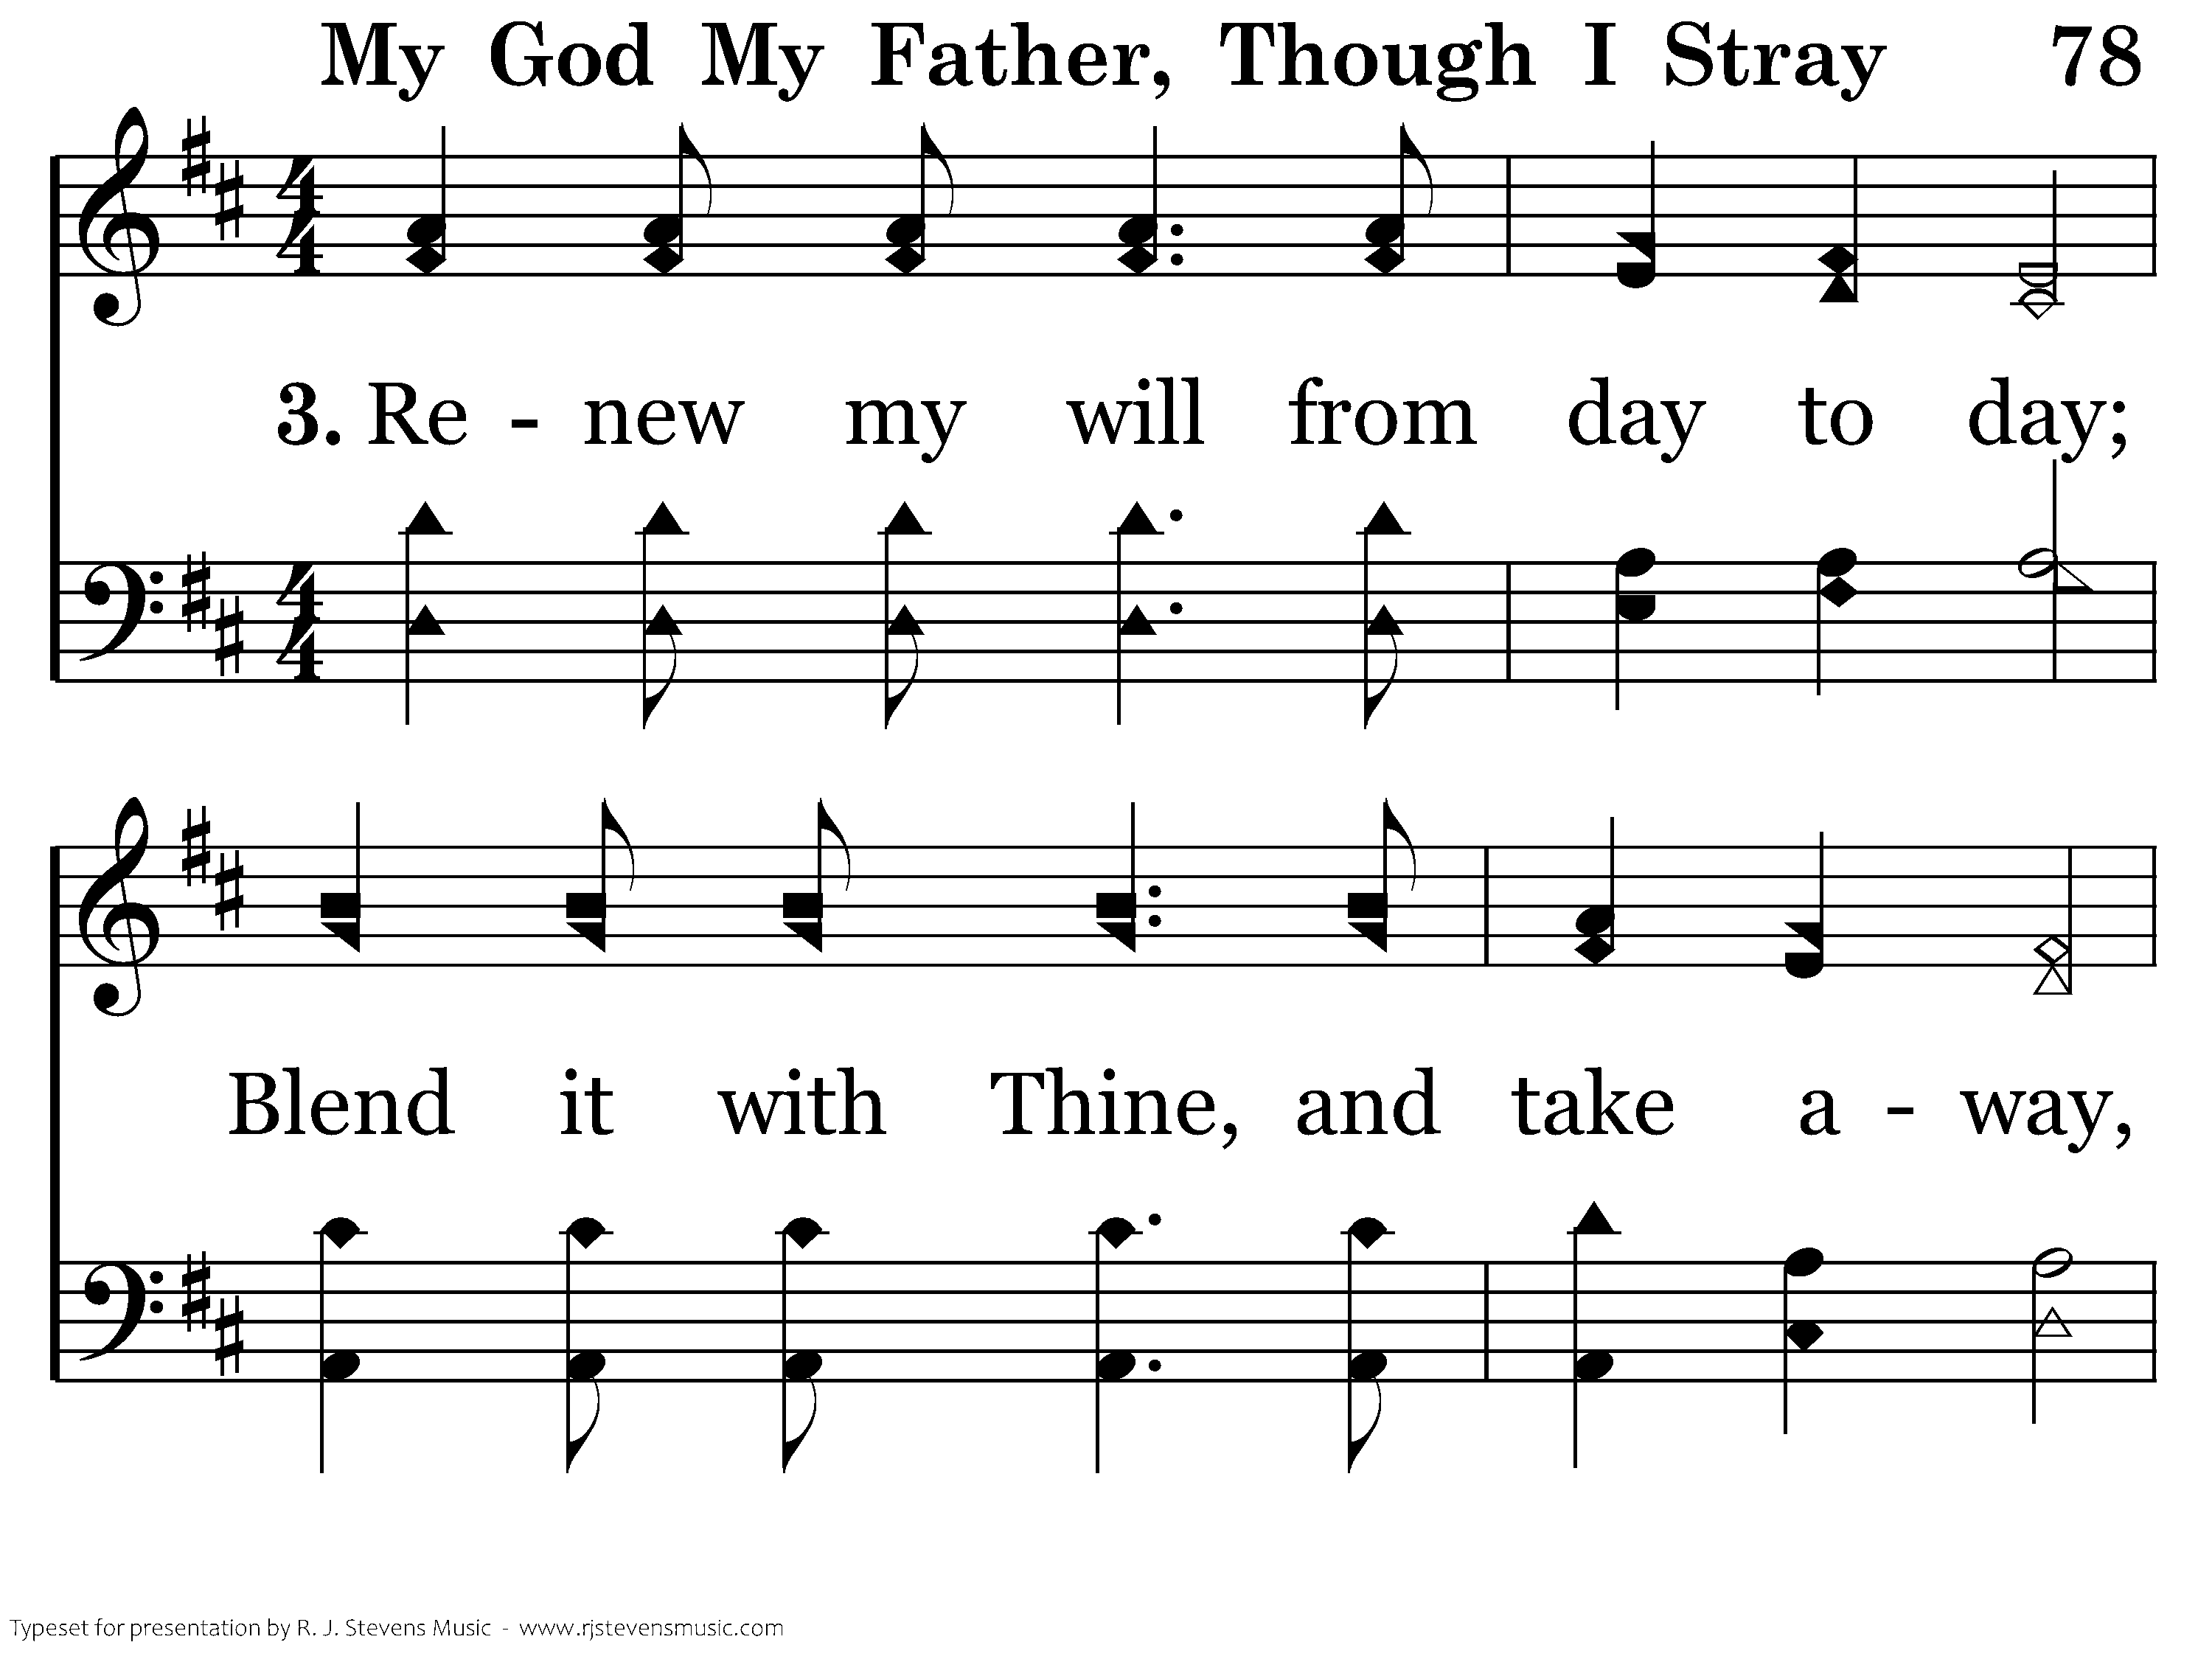 My God My Father, Though I Stray 78
3. Re - new my will from day to day;
Blend it with Thine, and take a - way,
Typeset for presentation by R. J. Stevens Music - www.rjstevensmusic.com